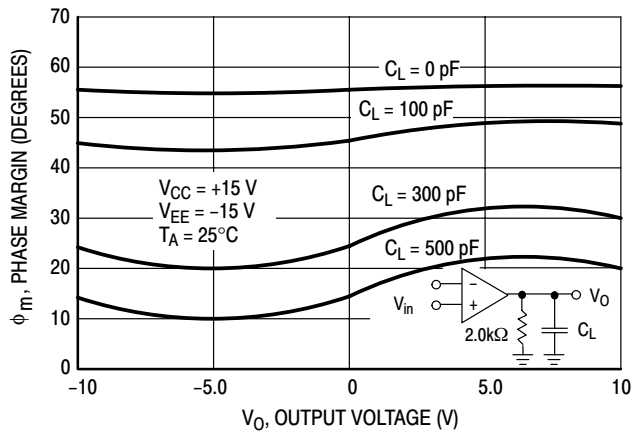 φm, PHASE MARGIN (DEGREES)
70
60
50
40
30
20
10
0
CL = 0 pF
CL = 100 pF
VCC = +15 V
VEE = −15 V
TA = 25°C
CL = 300 pF
CL = 500 pF
Vin
−
+
VO
2.0kΩ
CL
−10
−5.0
0
5.0
10
VO, OUTPUT VOLTAGE (V)